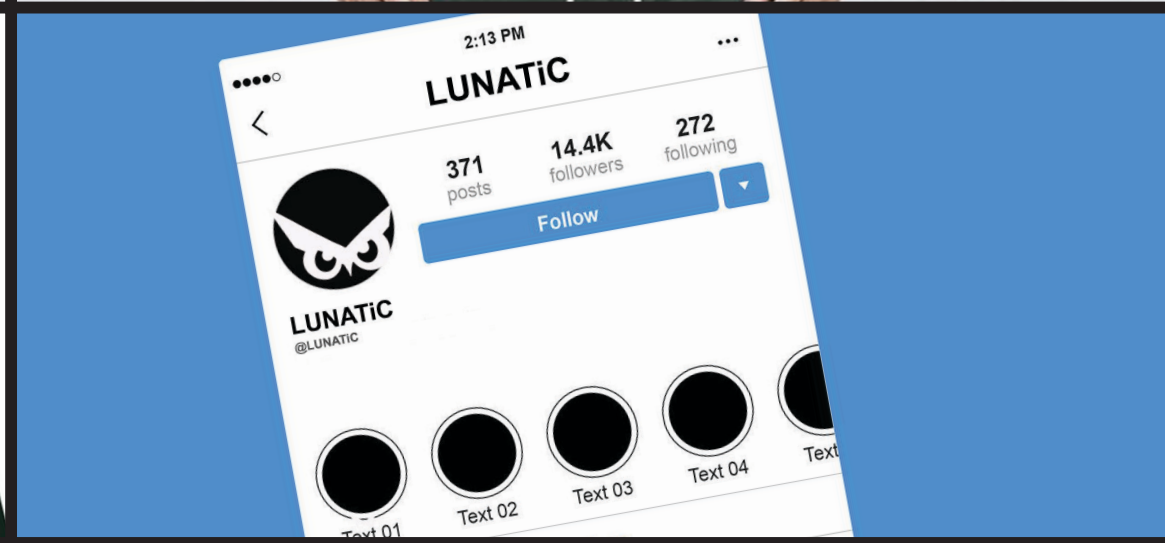 2:13 PM
LUNATiC
371 14.4K 272
posts followers following
Follow
LUNATiC
@LUNATiC
Text 01 Text 02 Text 03 Text 04 Text